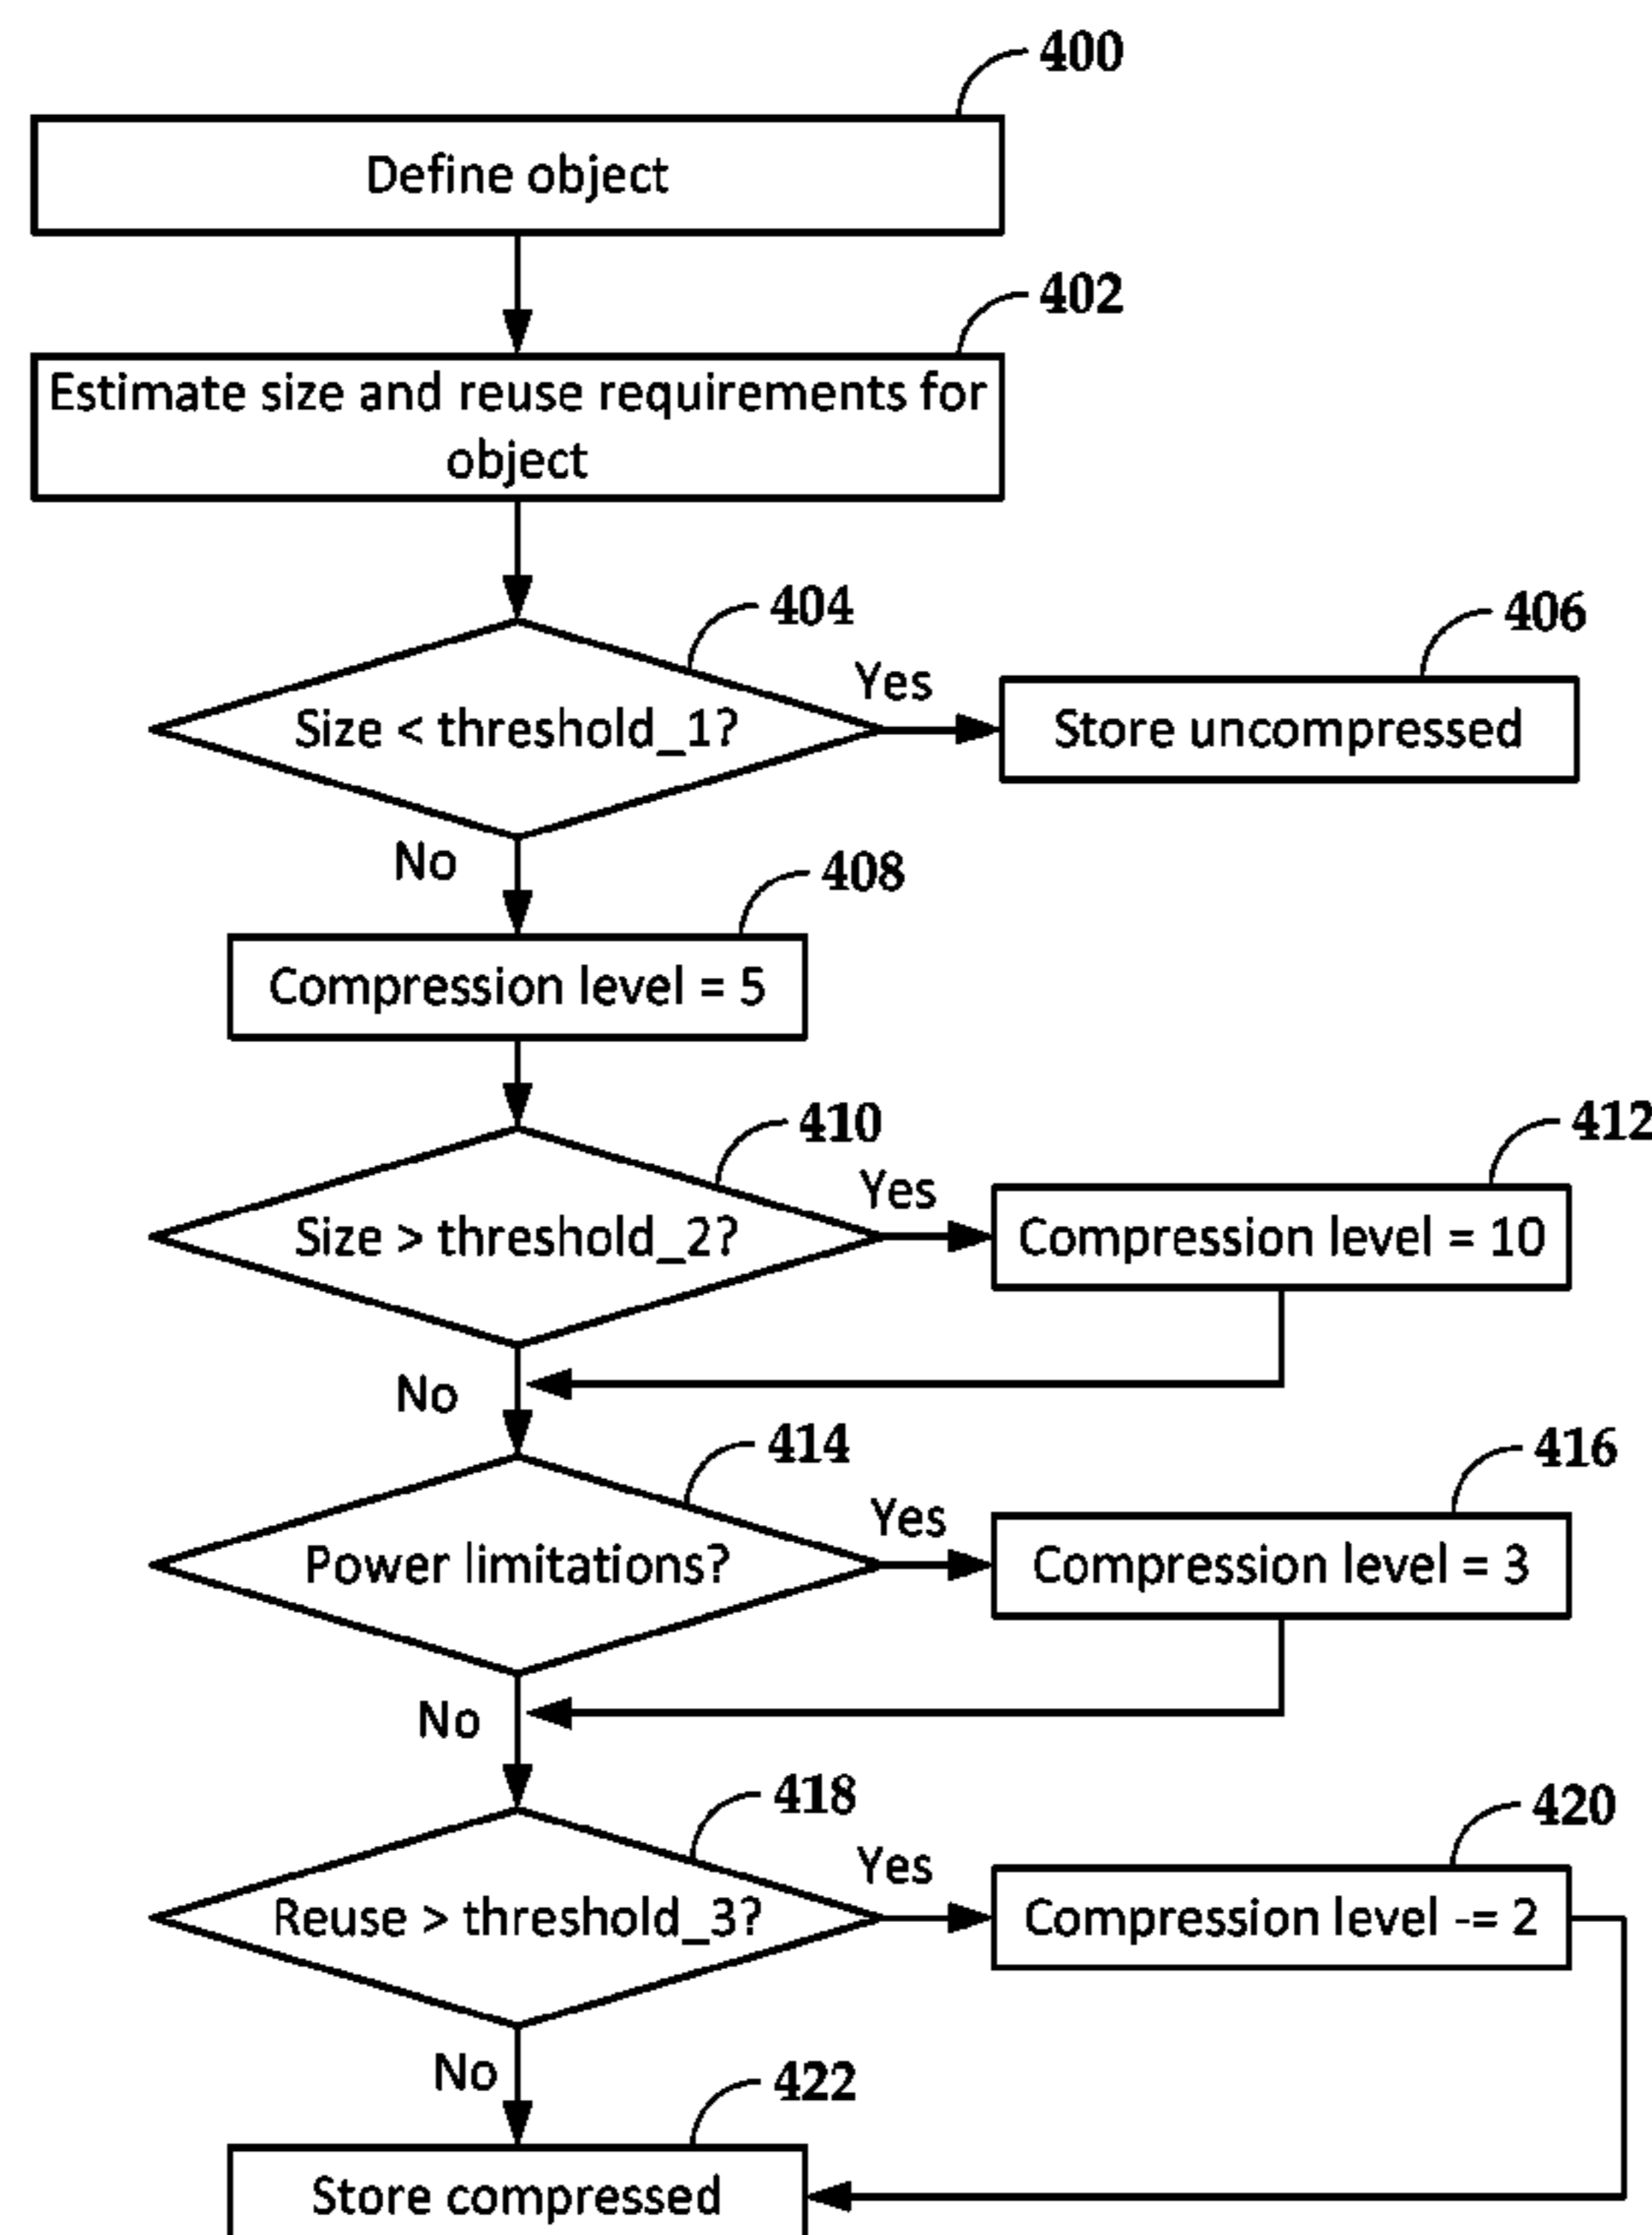 400
Define object
402
Estimate size and reuse requirements for
object
404
406
Size < threshold_1?
Yes
Store uncompressed
No
408
Compression level = 5
410
412
Size > threshold_2?
Yes
Compression level = 10
No
414
416
Power limitations?
Yes
Compression level = 3
No
418
420
Reuse > threshold_3?
Yes
Compression level -= 2
No
422
Store compressed